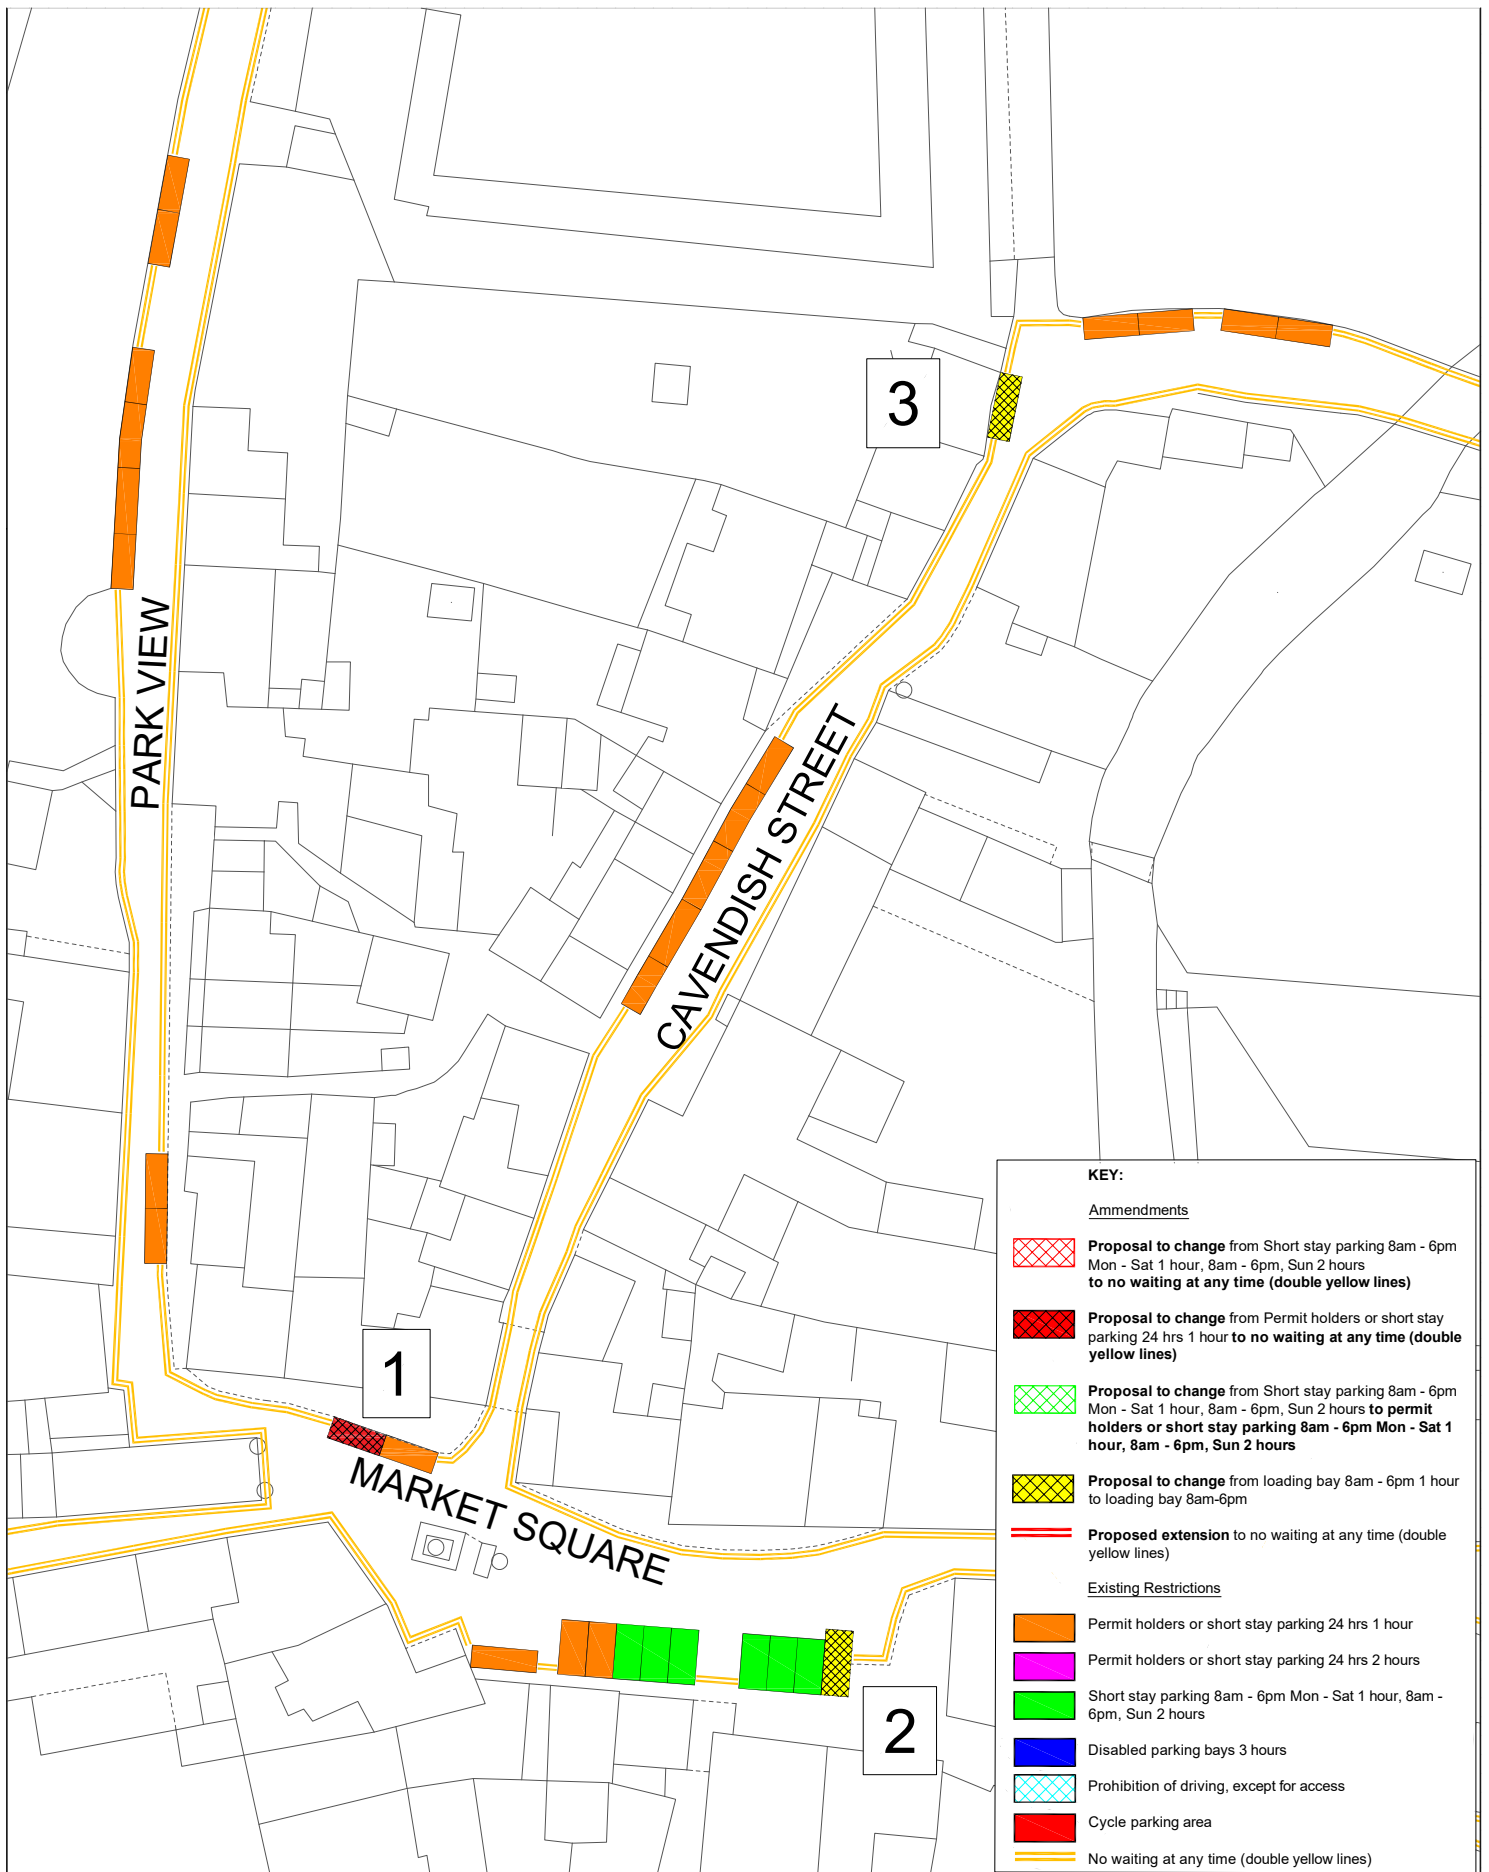 3
PARK VIEW
CAVENDISH STREET
1
MARKET SQUARE
2
KEY:
Ammendments
Proposal to change from Short stay parking 8am - 6pm
Mon - Sat 1 hour, 8am - 6pm, Sun 2 hours
to no waiting at any time (double yellow lines)
Proposal to change from Permit holders or short stay
parking 24 hrs 1 hour to no waiting at any time (double
yellow lines)
Proposal to change from Short stay parking 8am - 6pm
Mon - Sat 1 hour, 8am - 6pm, Sun 2 hours to permit
holders or short stay parking 8am - 6pm Mon - Sat 1
hour, 8am - 6pm, Sun 2 hours
Proposal to change from loading bay 8am - 6pm 1 hour
to loading bay 8am-6pm
Proposed extension to no waiting at any time (double
yellow lines)
Existing Restrictions
Permit holders or short stay parking 24 hrs 1 hour
Permit holders or short stay parking 24 hrs 2 hours
Short stay parking 8am - 6pm Mon - Sat 1 hour, 8am -
6pm, Sun 2 hours
Disabled parking bays 3 hours
Prohibition of driving, except for access
Cycle parking area
No waiting at any time (double yellow lines)